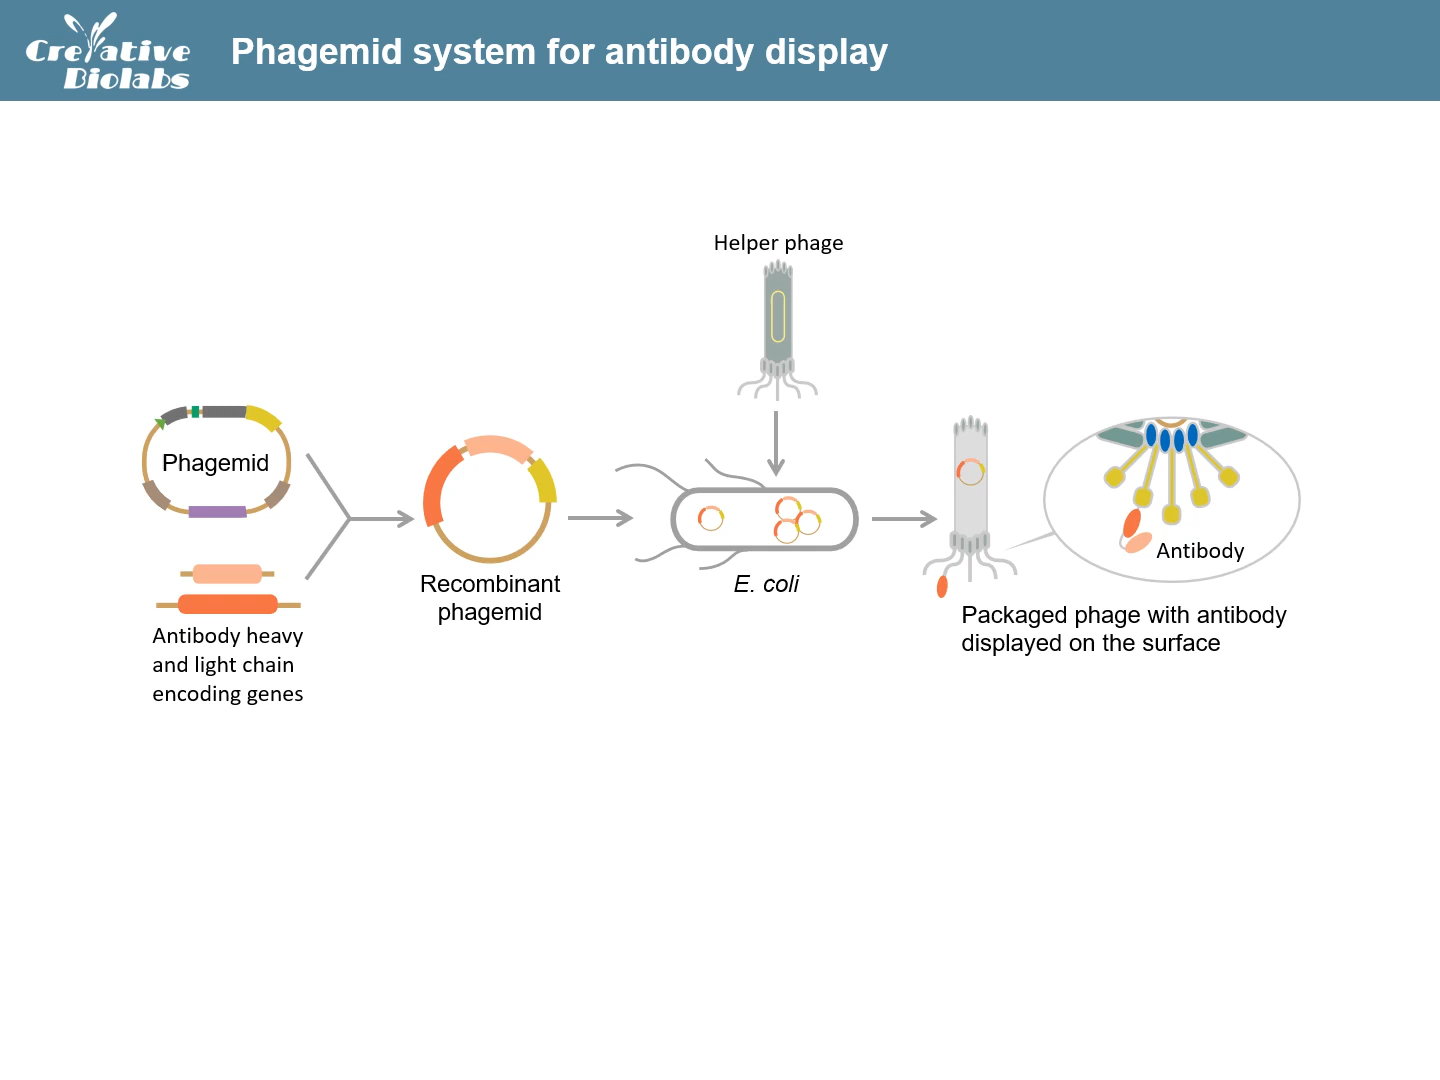 Creative
Biolabs
Phagemid system for antibody display
Helper phage
Phagemid
Antibody heavy
and light chain
encoding genes
Recombinant
phagemid
E. coli
Antibody
Packaged phage with antibody
displayed on the surface